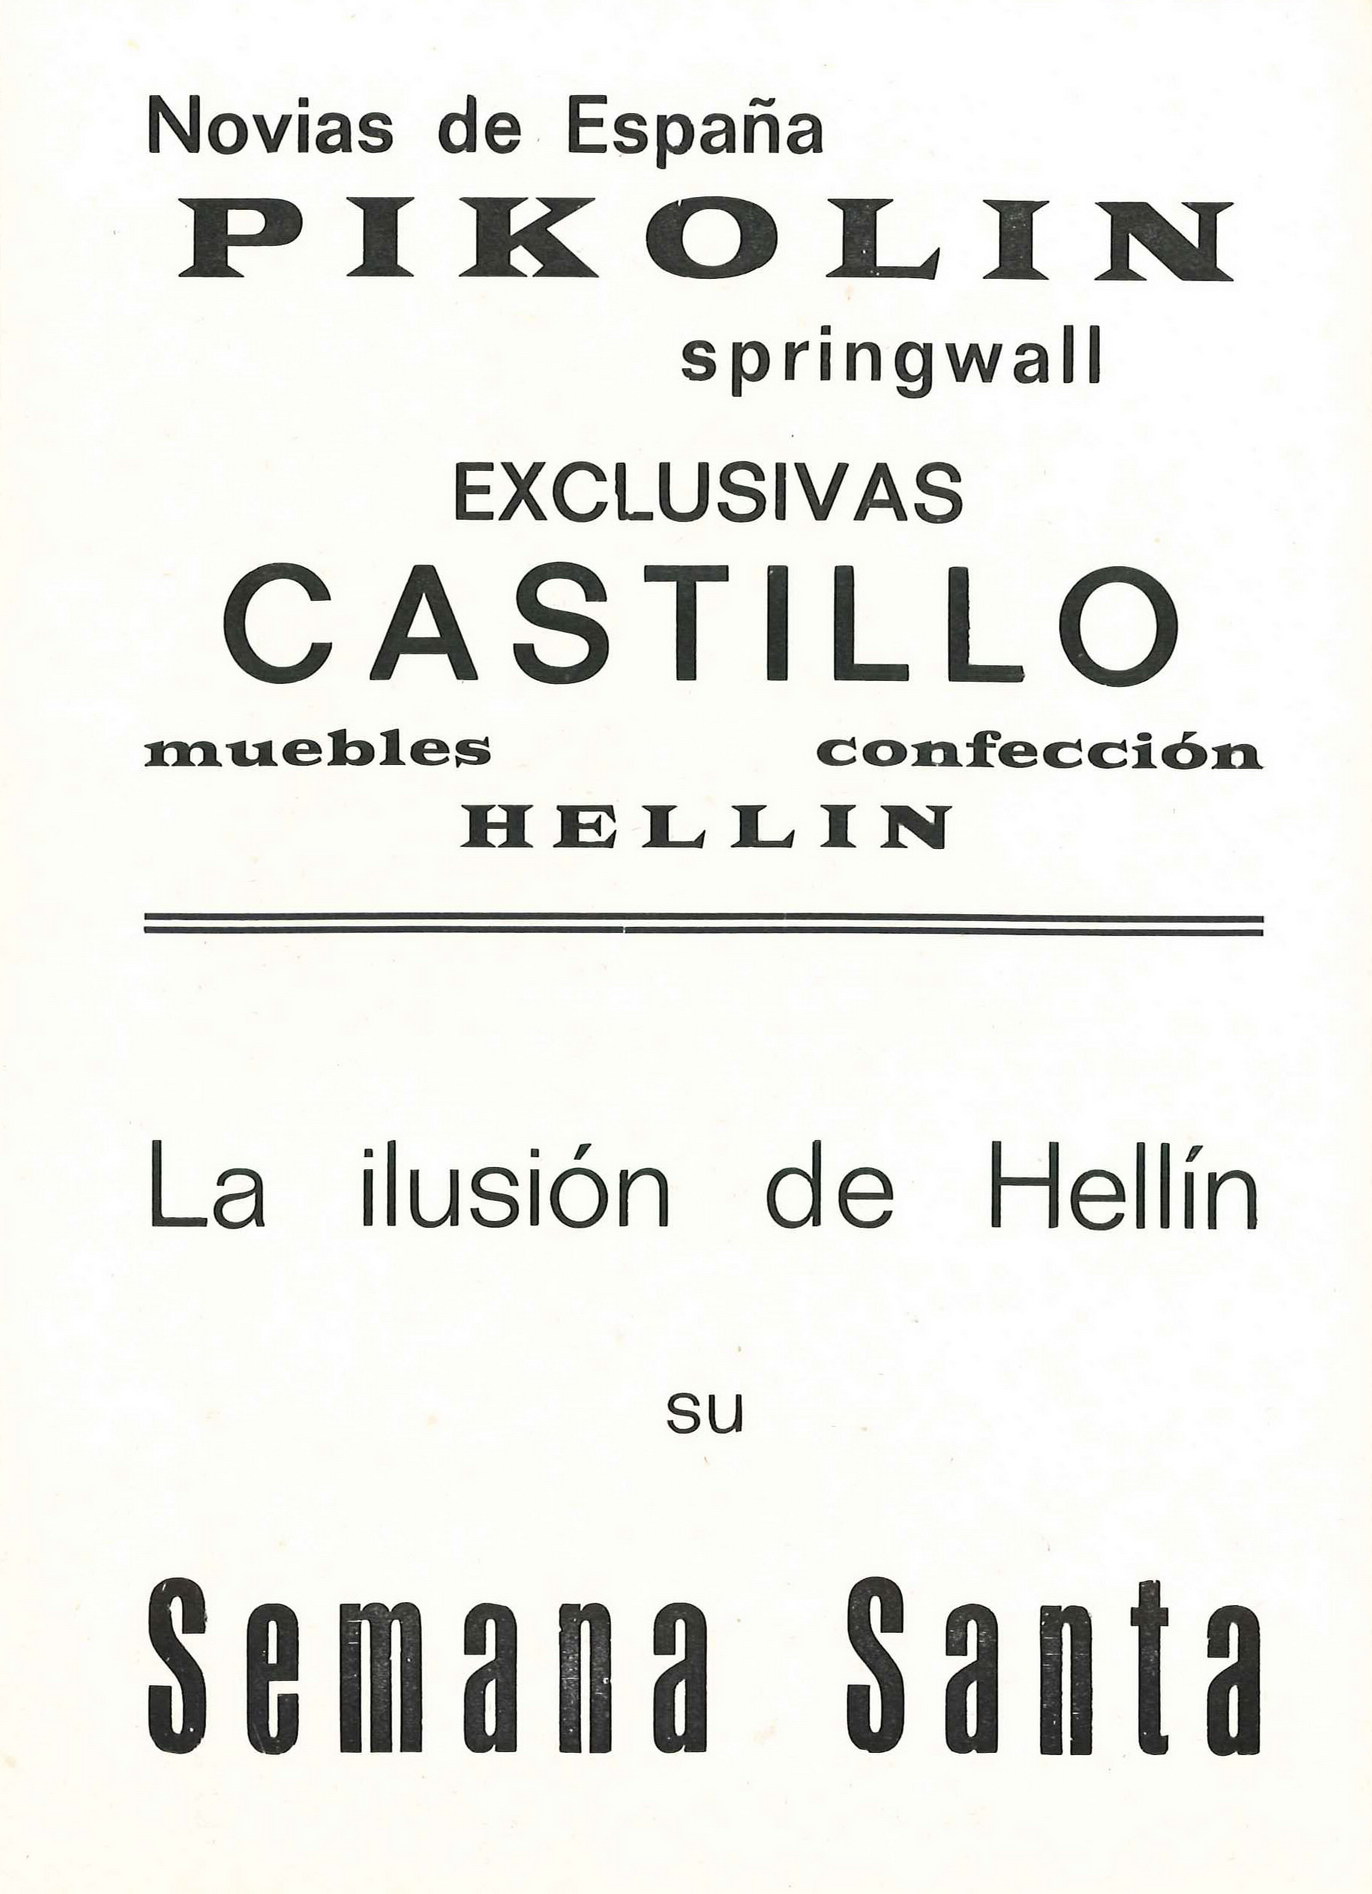 Novias de España
PIKOLIN
springwall
EXCLUSIVAS
CASTILLO
muebles confección
HELLIN
La ilusión de Hellín
su
Semana Santa